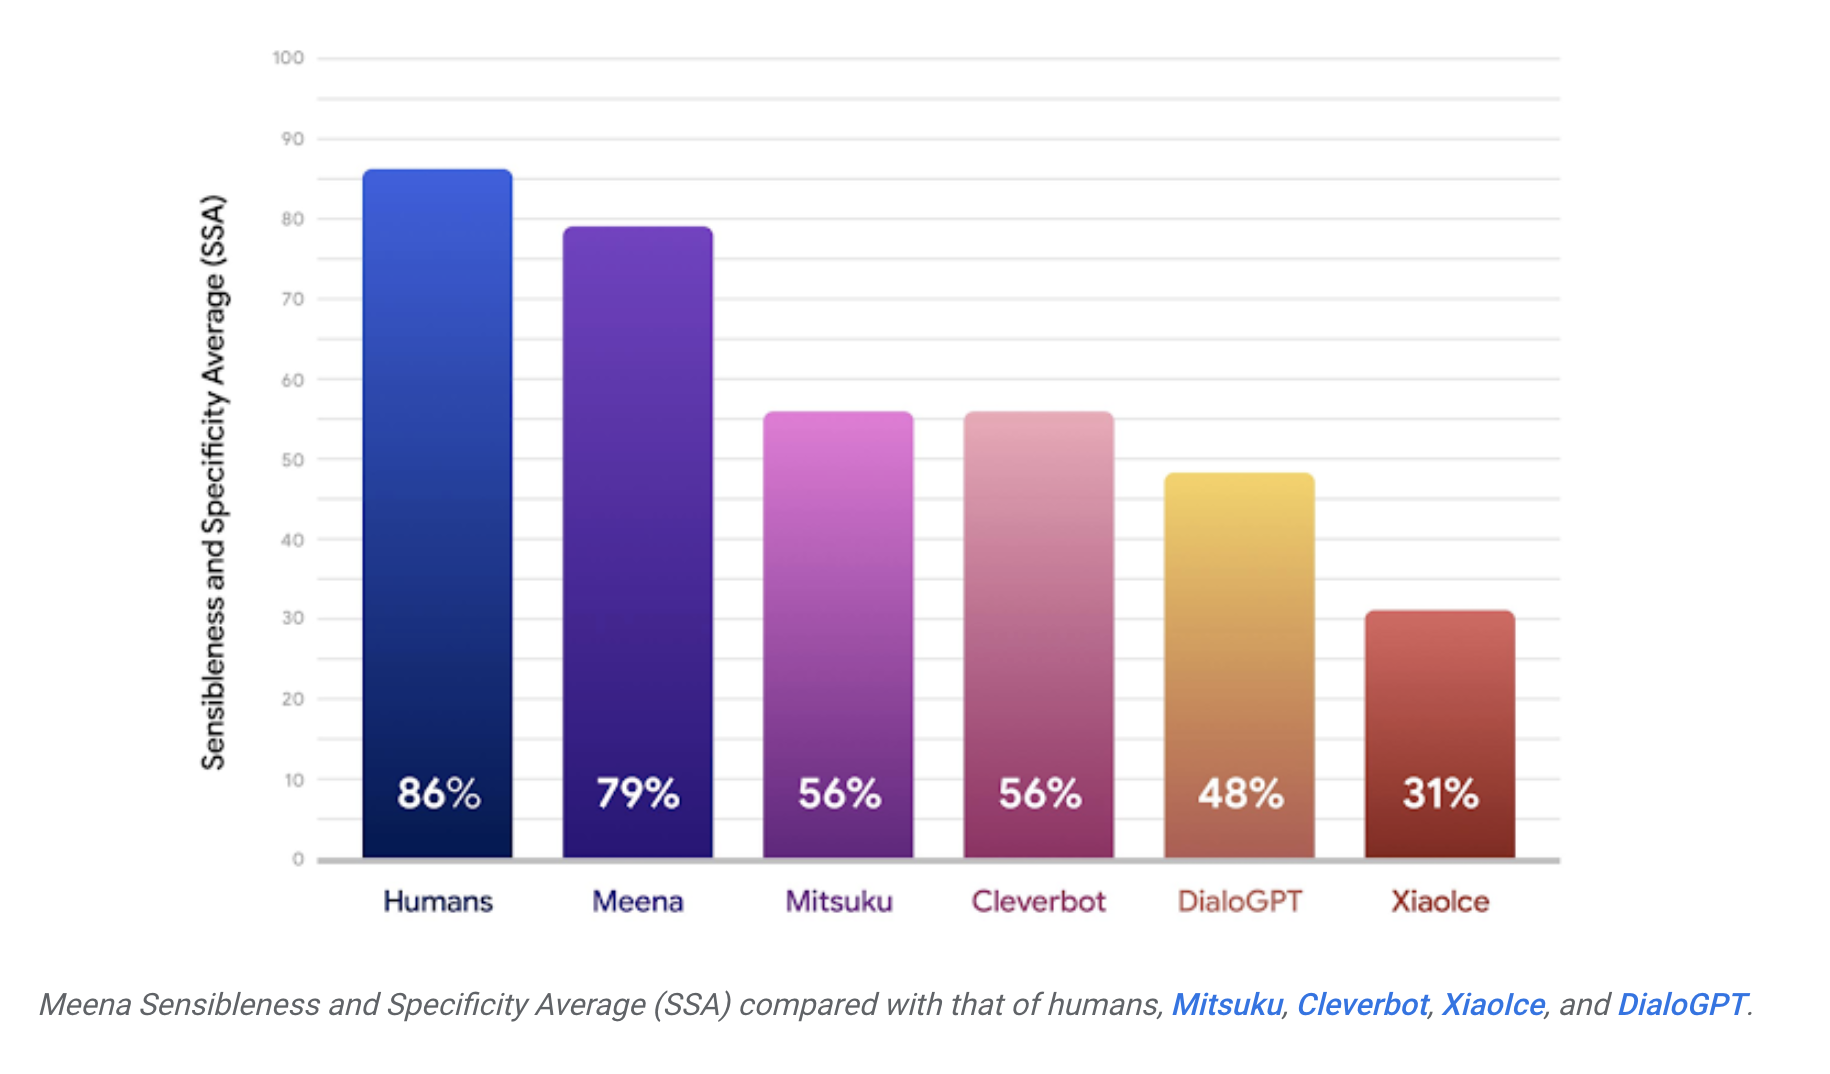 Sensibleness and Specificity Average (SSA)
100
90
80
70
60
50
40
30
20
10
0
86%
79%
56%
56%
48%
31%
Humans
Meena
Mitsuku
Cleverbot
DialoGPT
XiaoIce
Meena Sensibleness and Specificity Average (SSA) compared with that of humans, Mitsuku, Cleverbot, XiaoIce, and DialoGPT.